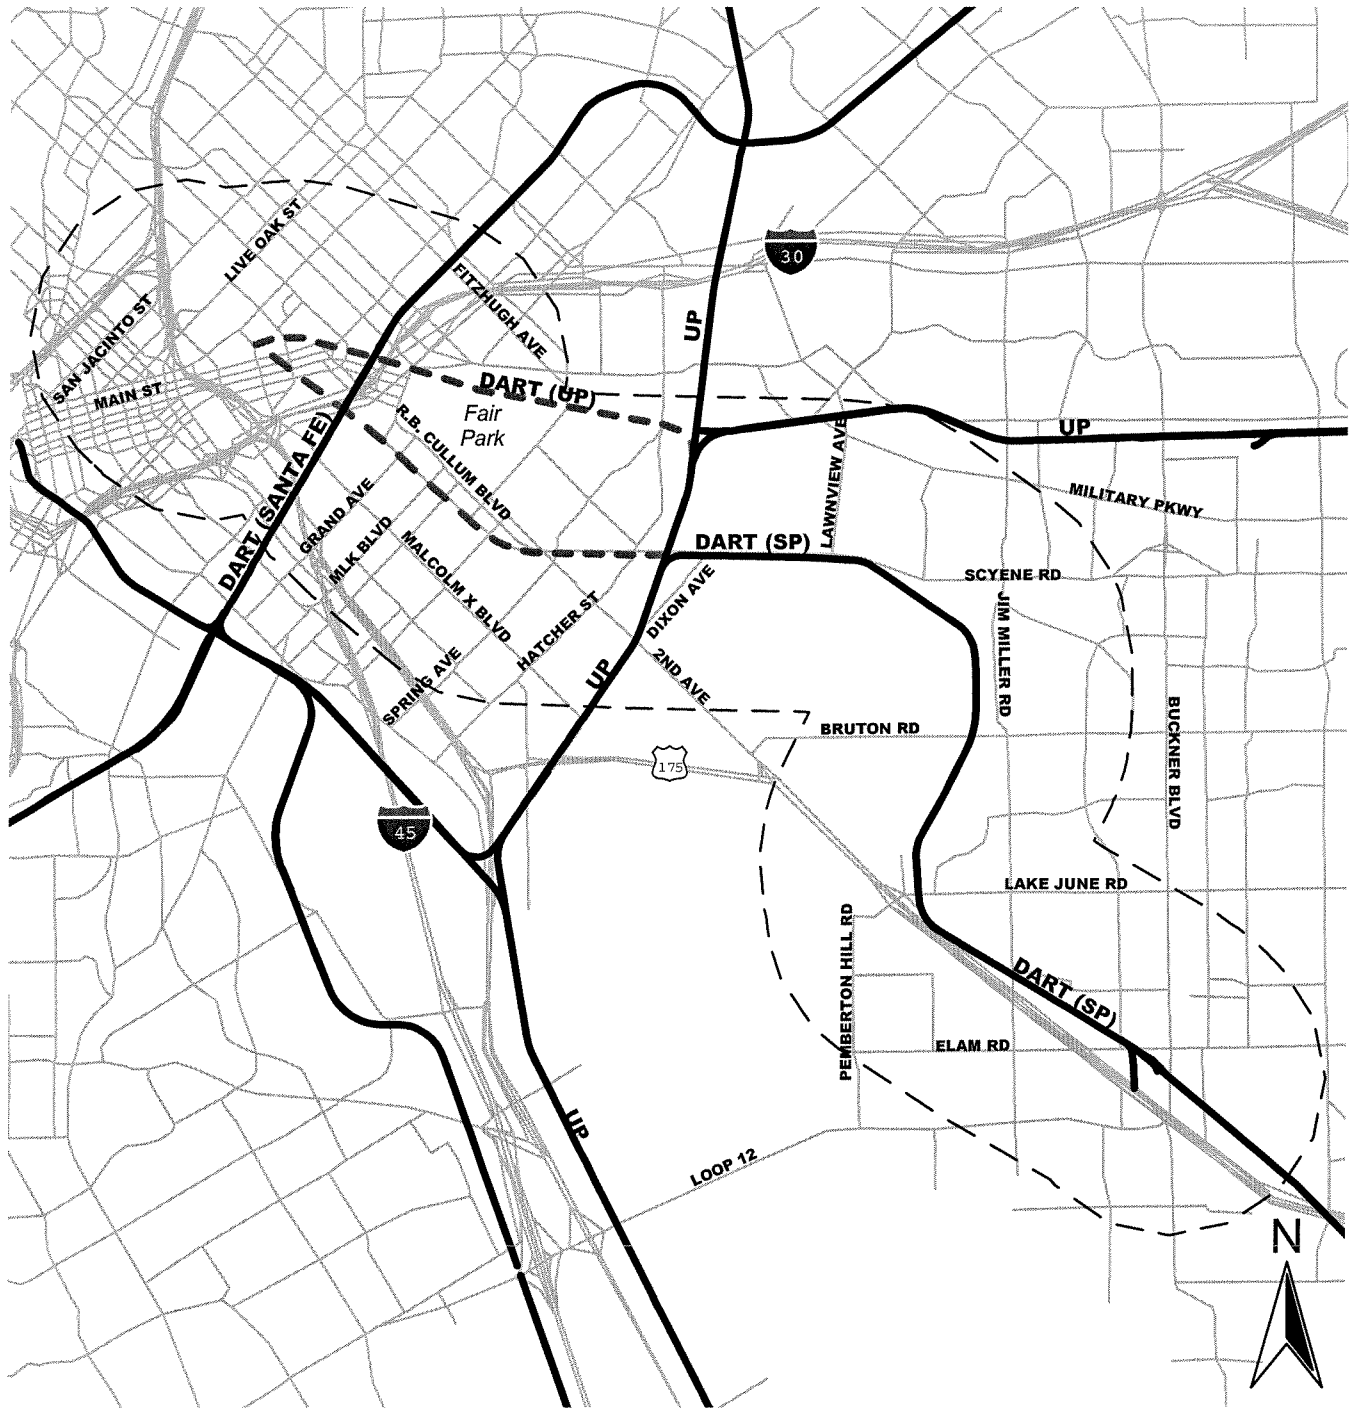 LIVE OAK ST
30
FITZHUGH AVE
SAN JACINTO ST
UP
MAIN ST
DART (UP)
Fair
Park
R.B. CULLUM BLVD
UP
LAWNVIEW AVE
DART (SANTA FE)
GRAND AVE
MILITARY PKWY
MLK BLVD
MALCOLM X BLVD
DART (SP)
SCYENE RD
DIXON AVE
JIM MILLER RD
HATCHER ST
SPRING AVE
UP
2ND AVE
BRUTON RD
BUCKNER BLVD
175
45
LAKE JUNE RD
PEMBERTON HILL RD
DART (SP)
ELAM RD
UP
LOOP 12
N